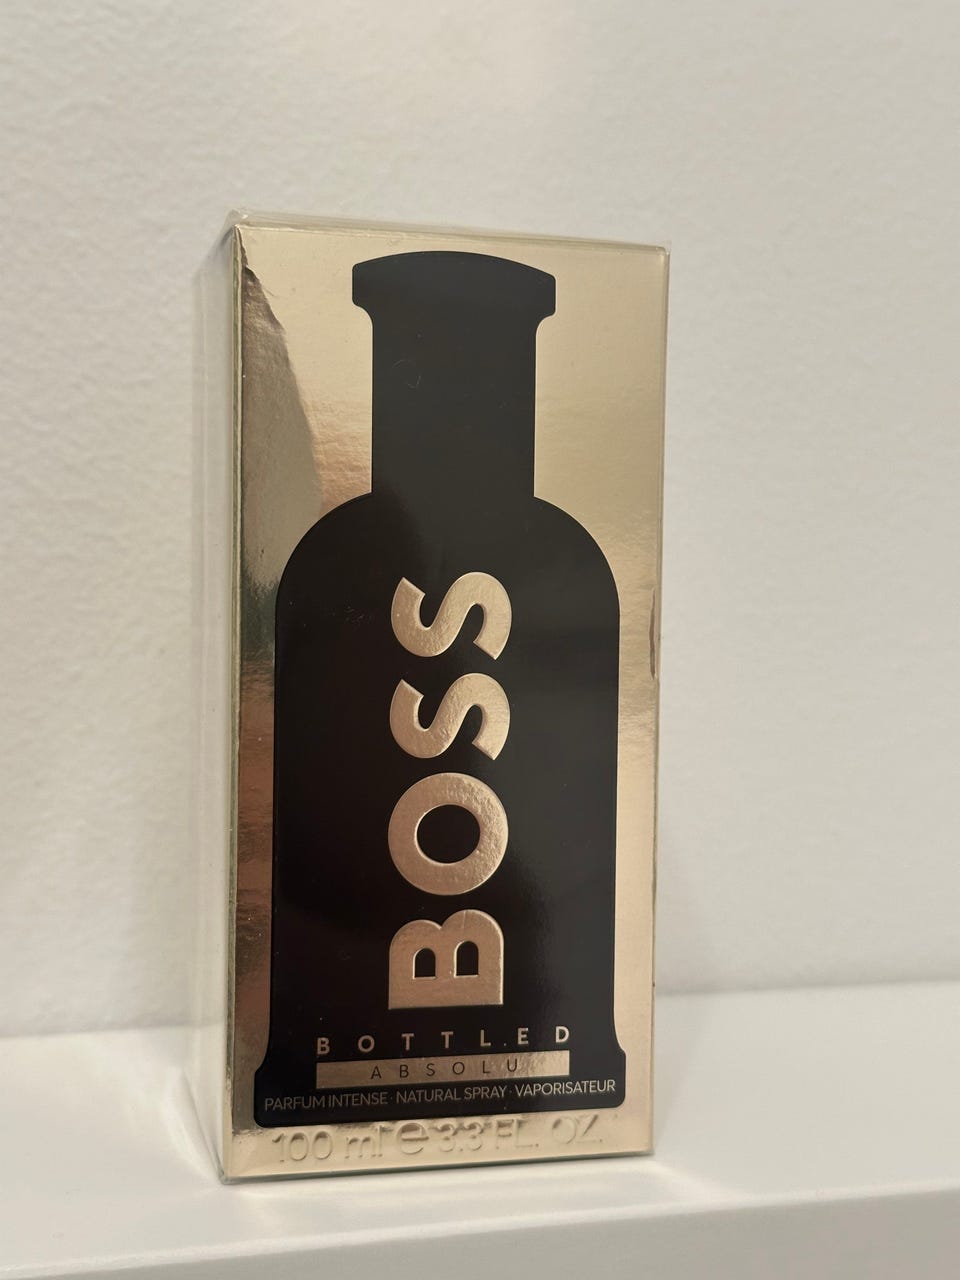 BOSS
BOTTLED
ABSOLU
PARFUM INTENSE · NATURAL SPRAY · VAPORISATEUR
100 ml ℮ 3.3 FL. OZ.